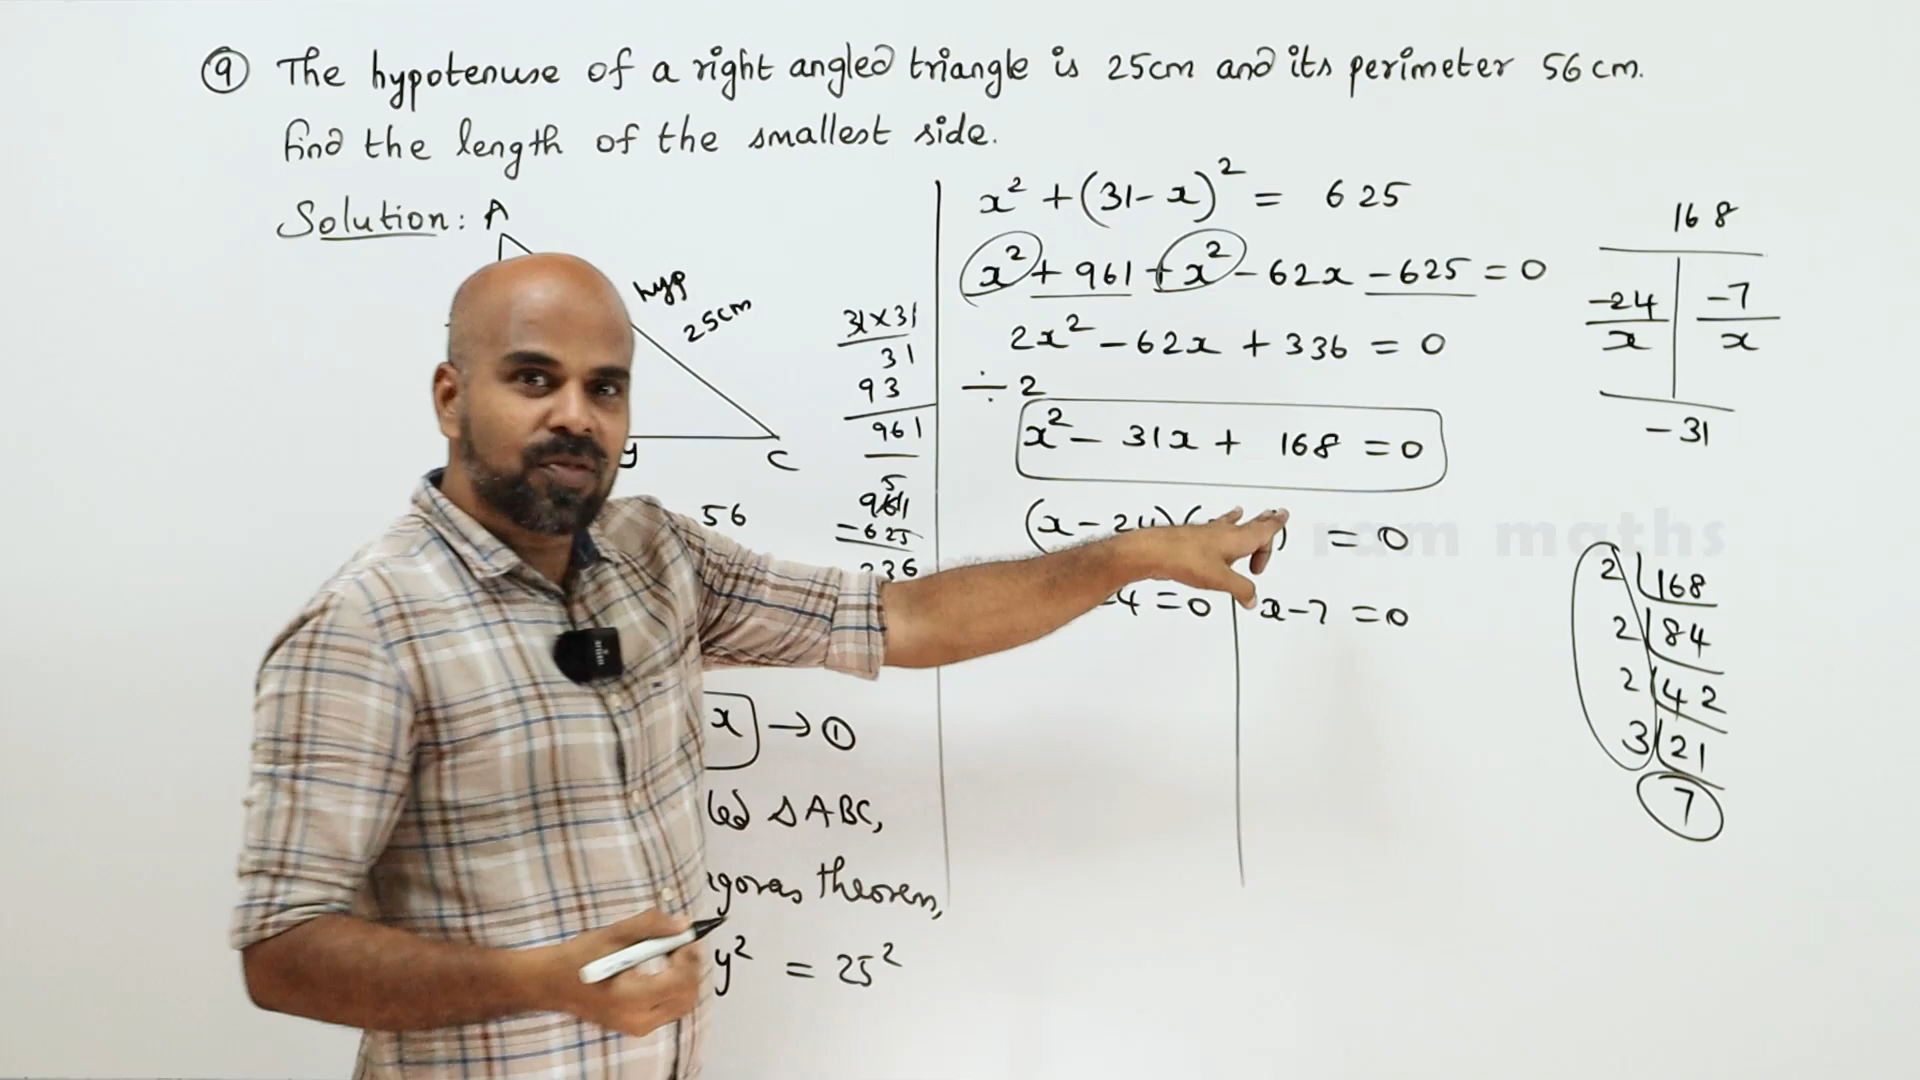 ⑨ The hypotenuse of a right angled triangle is 25cm and its perimeter 56 cm.
find the length of the smallest side.
Solution: A
hyp
25cm
y
C
56
x → ①
ΔABC,
theorem,
y² = 25²
31×31
31
93
961
5
961
625
336
x² + (31 - x)² = 625
x² + 961 + x² - 62x - 625 = 0
2x² - 62x + 336 = 0
÷ 2
x² - 31x + 168 = 0
(x - 24) = 0
4 = 0
x - 7 = 0
168
-24 -7
x x
-31
2 168
2 84
2 42
3 21
7
ram maths